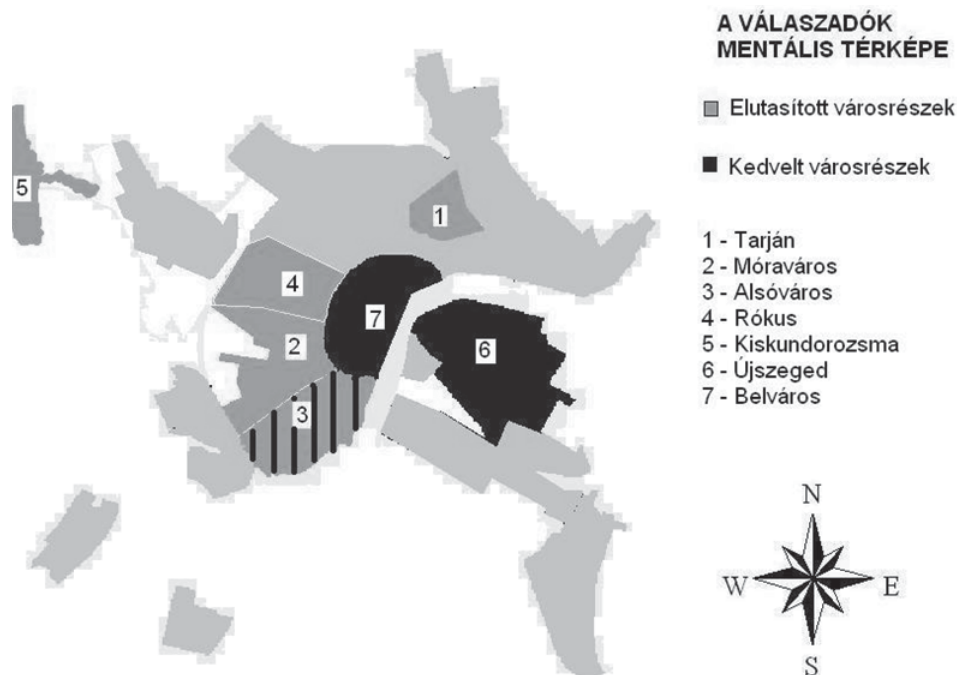 A VÁLASZADÓK
MENTÁLIS TÉRKÉPE
Elutasított városrészek
Kedvelt városrészek
1 - Tarján
2 - Móraváros
3 - Alsóváros
4 - Rókus
5 - Kiskundorozsma
6 - Újszeged
7 - Belváros
5
1
4
7
2
6
3
N
W E
S